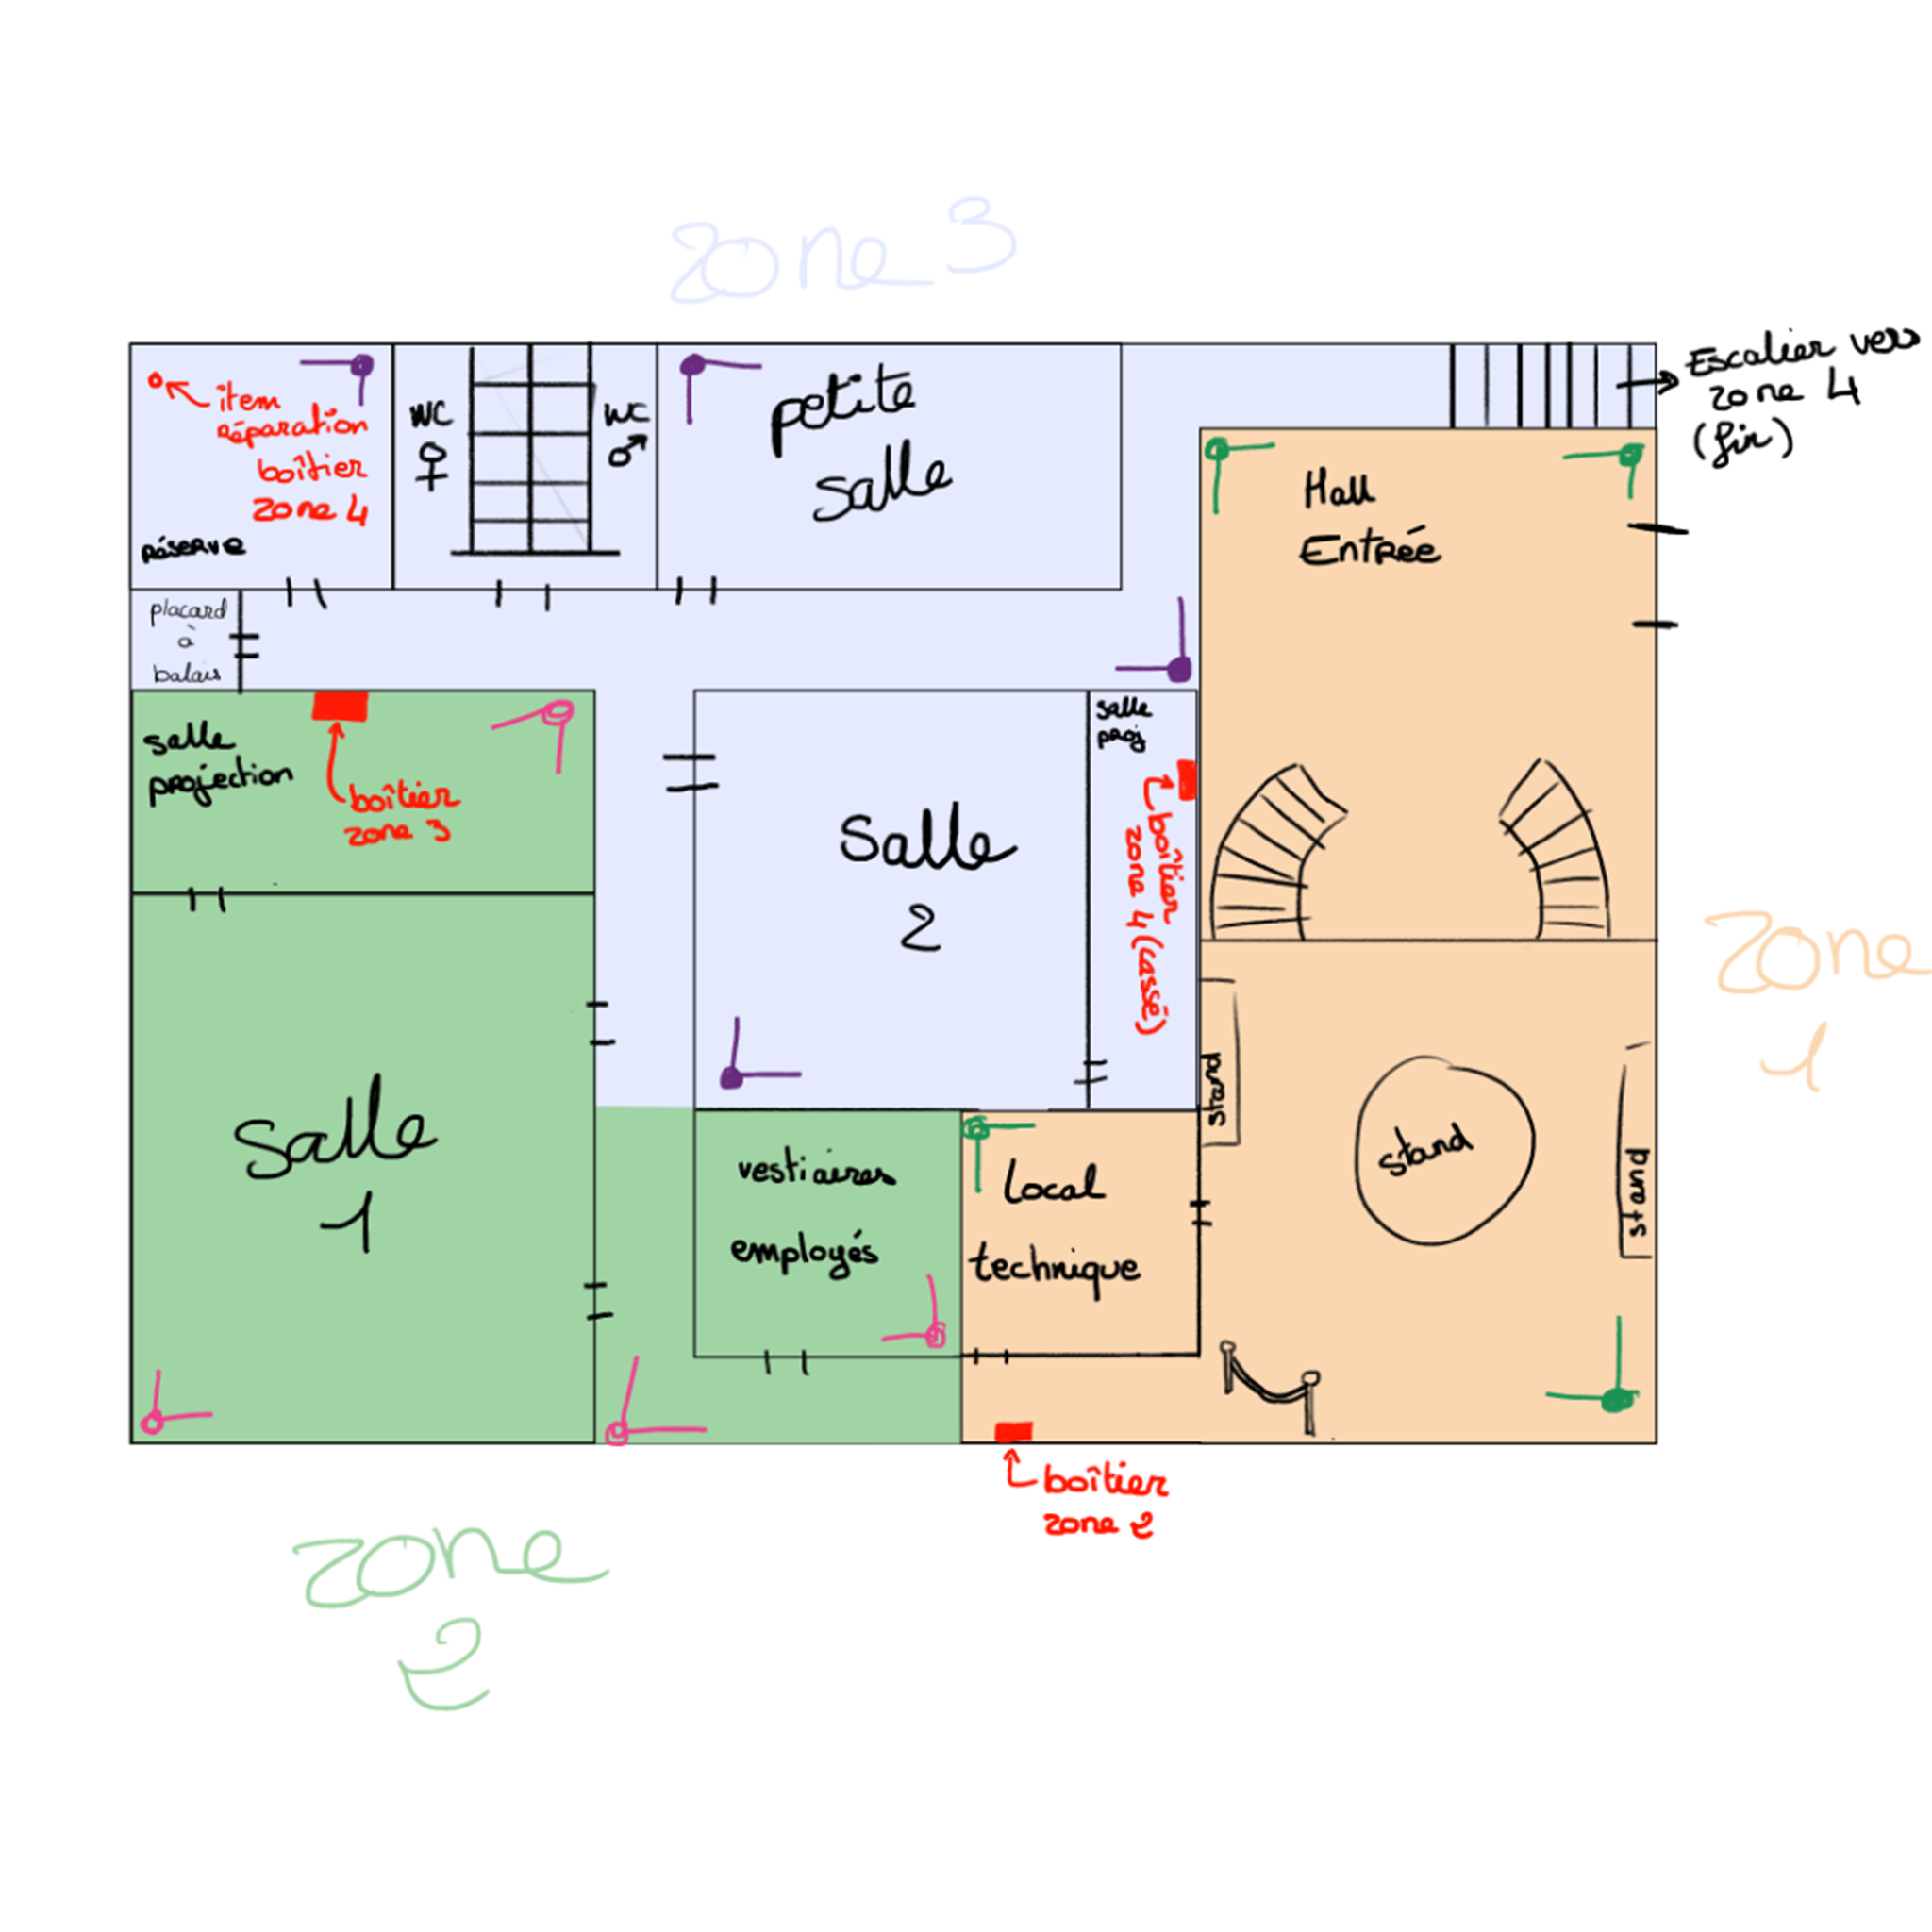 zone 3
Escalier vers
zone 4
(fin)
item
réparation
boîtier
zone 4
réserve
WC
♀
WC
♂
petite
salle
Hall
Entrée
placard
à
balais
salle
projection
boîtier
zone 3
Salle
2
salle
proj
boîtier
zone 4 (cassé)
zone
1
Salle
1
vestiaires
employés
Local
technique
stand
stand
stand
boîtier
zone 2
zone
2